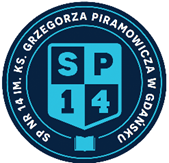 SP NR 14 IM. KS. GRZEGORZA PIRAMOWICZA W GDAŃSKU
SP
14